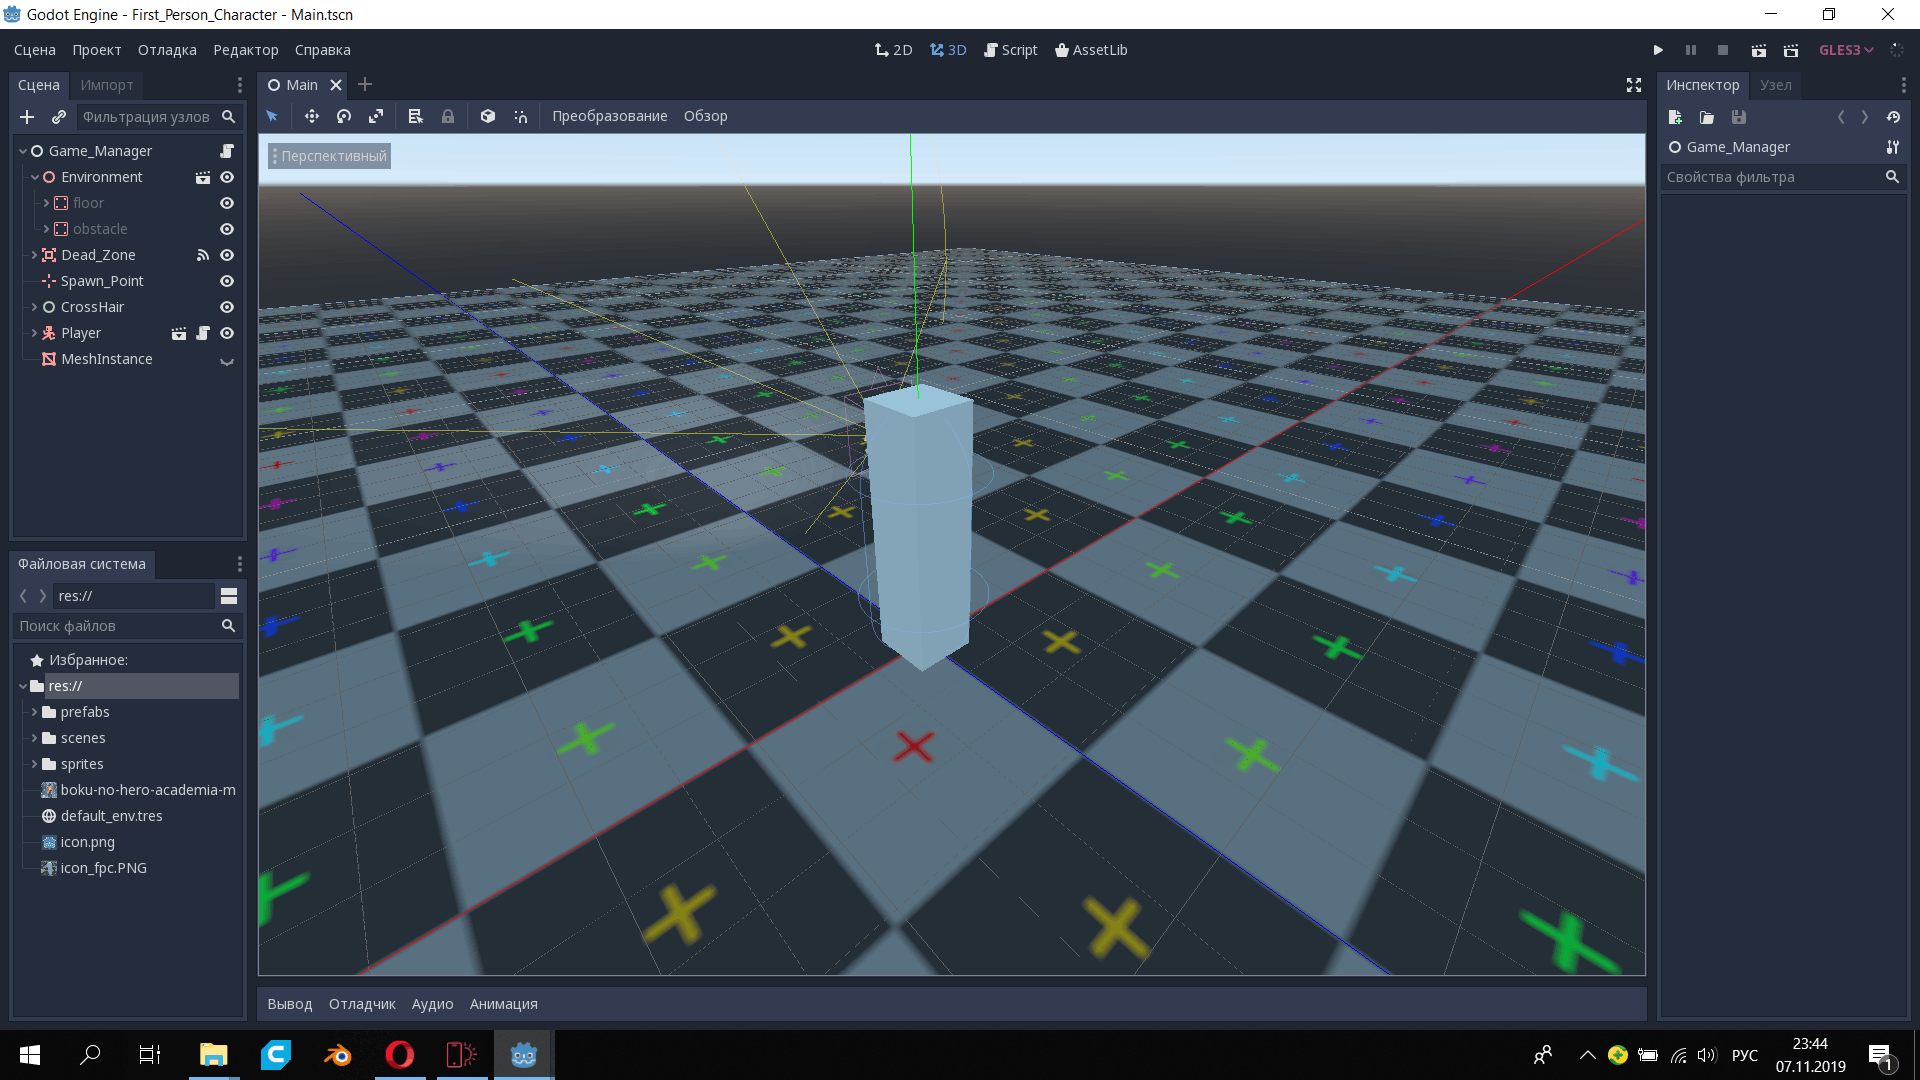 Godot Engine - First_Person_Character - Main.tscn
Сцена Проект Отладка Редактор Справка
2D 3D Script AssetLib
GLES3
Сцена Импорт
Фильтрация узлов
Game_Manager
Environment
floor
obstacle
Dead_Zone
Spawn_Point
CrossHair
Player
MeshInstance
Файловая система
res://
Поиск файлов
Избранное:
res://
prefabs
scenes
sprites
boku-no-hero-academia-m
default_env.tres
icon.png
icon_fpc.PNG
Main
Преобразование Обзор
Перспективный
Вывод Отладчик Аудио Анимация
Инспектор Узел
Game_Manager
Свойства фильтра
РУС
23:44
07.11.2019
1